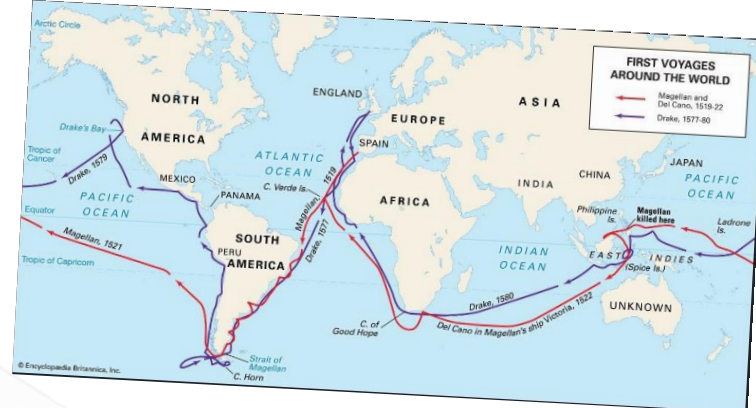 Arctic Circle
FIRST VOYAGES
AROUND THE WORLD
Magellan and
Del Cano, 1519-22
Drake, 1577-80
ENGLAND
EUROPE
ASIA
NORTH
AMERICA
Drake's Bay
SPAIN
Tropic of
Cancer
Drake, 1579
ATLANTIC
OCEAN
JAPAN
CHINA
INDIA
PACIFIC
OCEAN
MEXICO
C. Verde Is.
Magellan, 1519
PACIFIC
OCEAN
PANAMA
AFRICA
Philippine
Is.
Magellan
killed here
Ladrone
Is.
Equator
Magellan, 1521
Drake, 1577
SOUTH
AMERICA
PERU
INDIAN
OCEAN
EAST INDIES
(Spice Is.)
Tropic of Capricorn
Drake, 1580
UNKNOWN
C. of
Good Hope
Del Cano in Magellan's ship Victoria, 1522
Strait of
Magellan
C. Horn
© Encyclopædia Britannica, Inc.